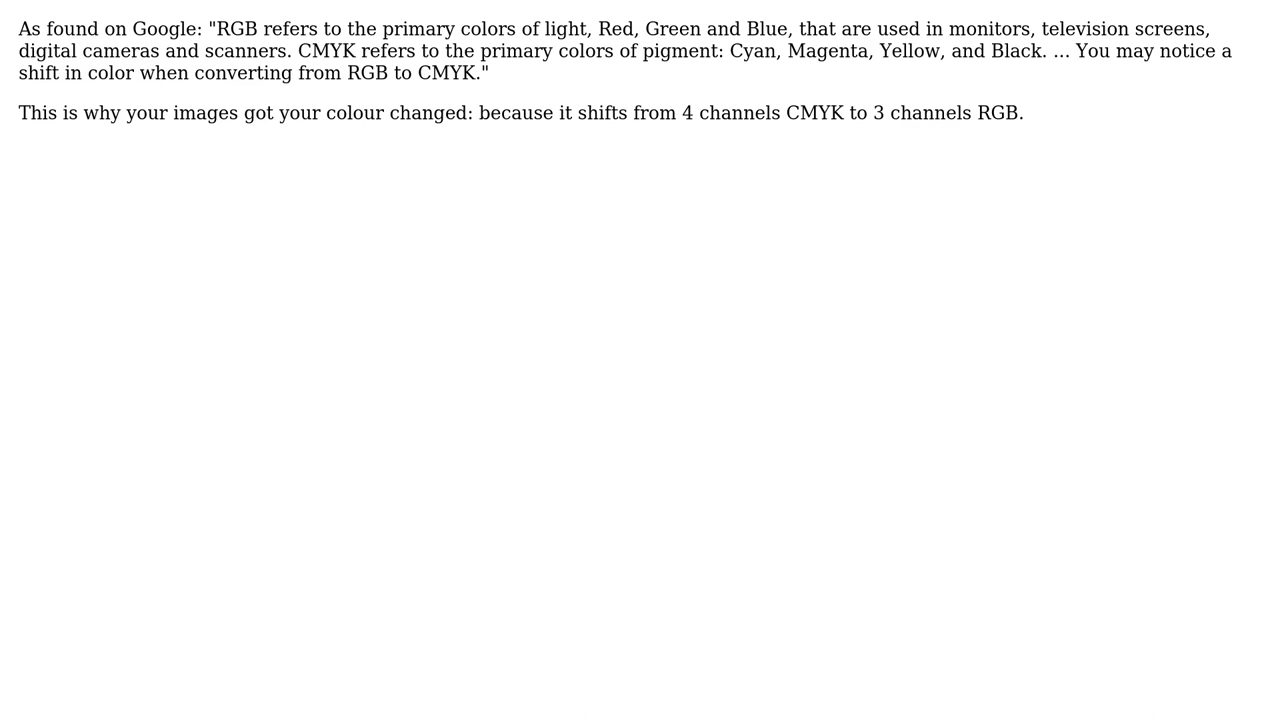 As found on Google: "RGB refers to the primary colors of light, Red, Green and Blue, that are used in monitors, television screens,
digital cameras and scanners. CMYK refers to the primary colors of pigment: Cyan, Magenta, Yellow, and Black. ... You may notice a
shift in color when converting from RGB to CMYK."
This is why your images got your colour changed: because it shifts from 4 channels CMYK to 3 channels RGB.